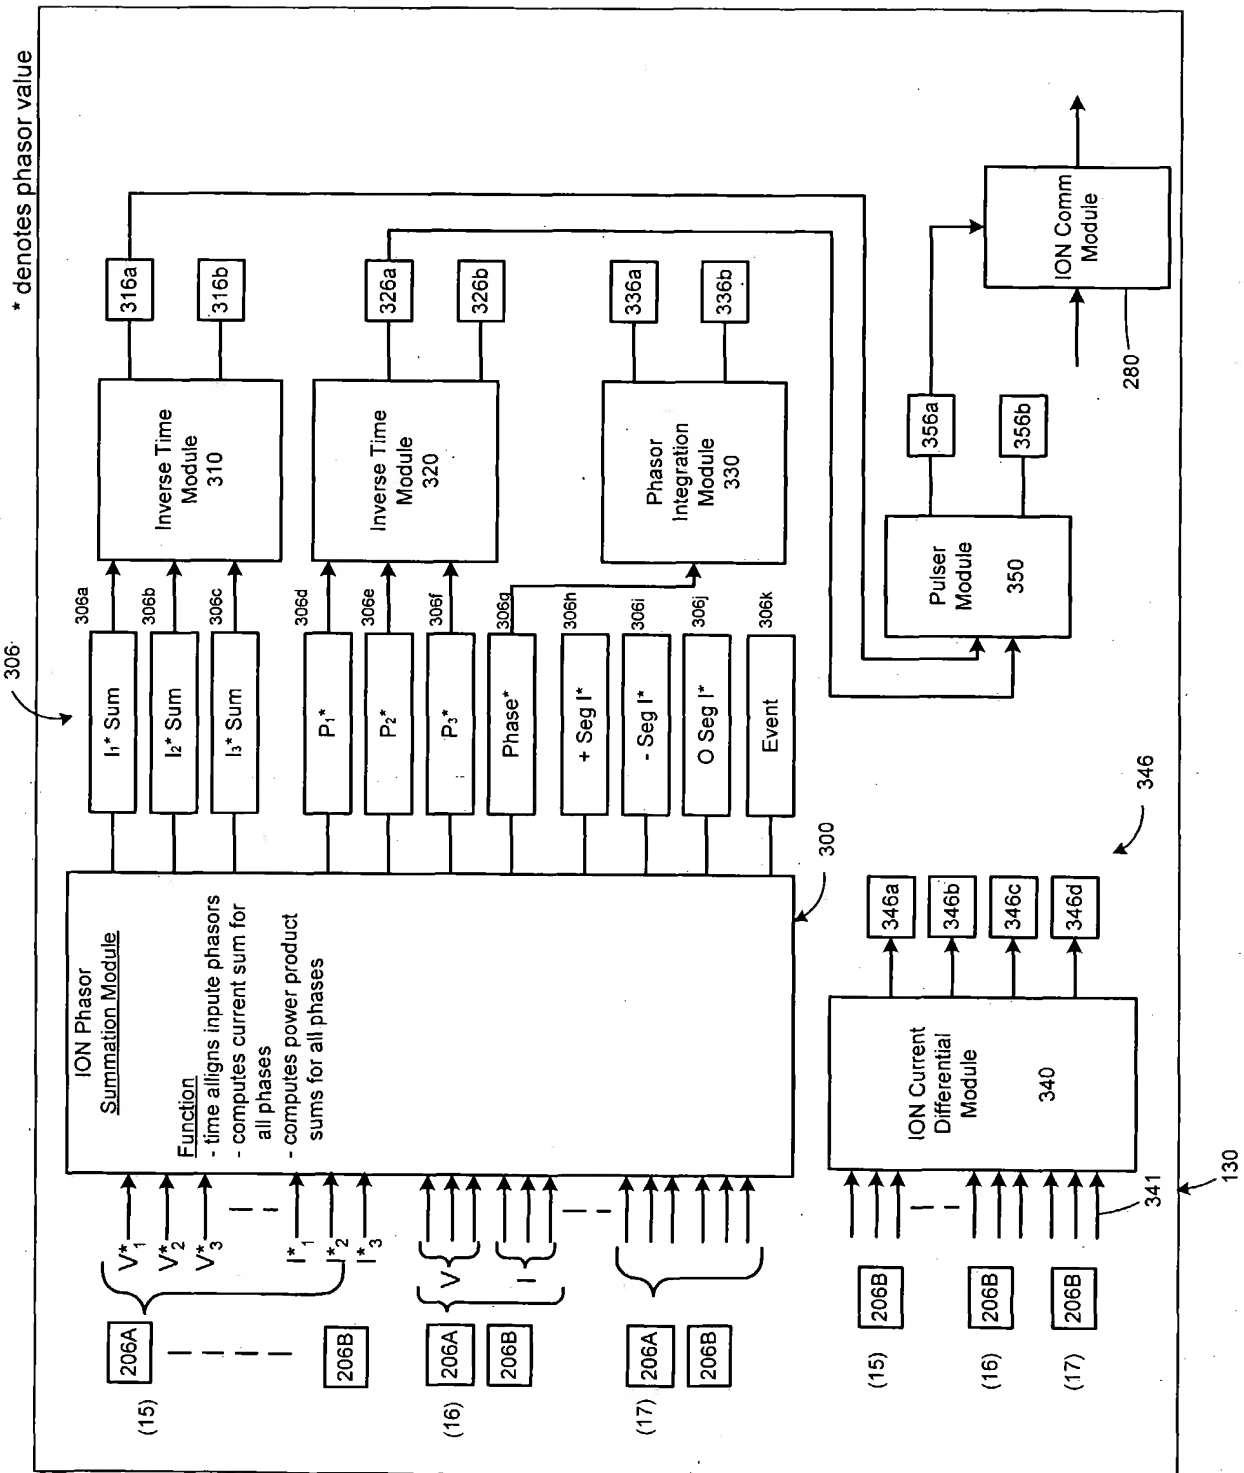 * denotes phasor value
306
(15)
206A
206B
V*1
V*2
V*3
I*1
I*2
I*3
(16)
206A
206B
V
I
(17)
206A
206B
ION Phasor
Summation Module
Function
- time alligns inpute phasors
- computes current sum for
all phases
- computes power product
sums for all phases
300
I1* Sum
306a
I2* Sum
306b
I3* Sum
306c
P1*
306d
P2*
306e
P3*
306f
Phase*
306g
+ Seg I*
306h
- Seg I*
306i
O Seg I*
306j
Event
306k
Inverse Time
Module
310
316a
316b
Inverse Time
Module
320
326a
326b
Phasor
Integration
Module
330
336a
336b
(15)
206B
(16)
206B
(17)
206B
341
130
ION Current
Differential
Module
340
346a
346b
346c
346d
346
Pulser
Module
350
356a
356b
ION Comm
Module
280